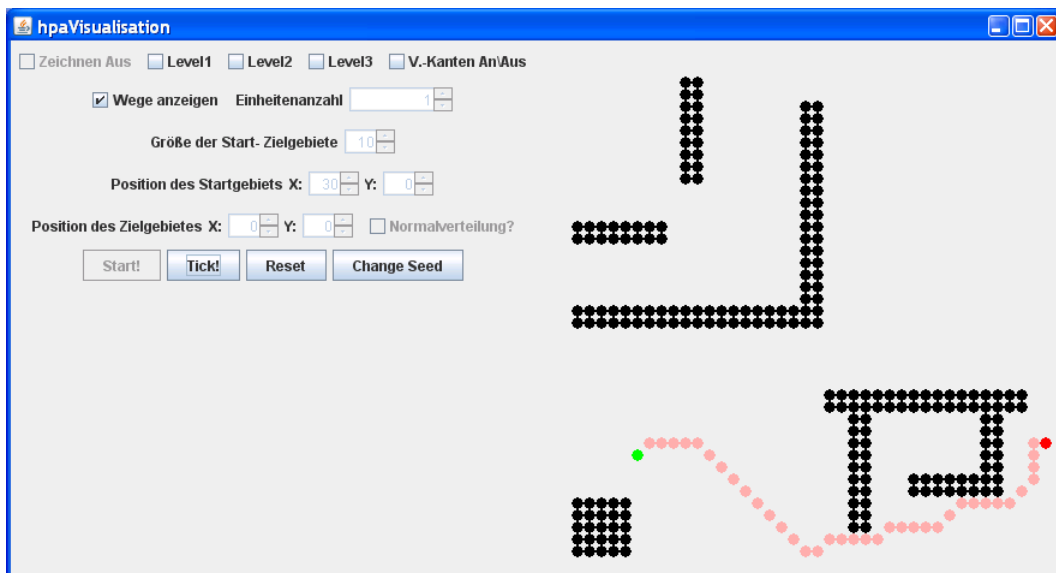 hpaVisualisation
Zeichnen Aus Level1 Level2 Level3 V.-Kanten An\Aus
Wege anzeigen Einheitenanzahl 1
Größe der Start- Zielgebiete 10
Position des Startgebiets X: 30 Y: 0
Position des Zielgebietes X: 0 Y: 0 Normalverteilung?
Start! Tick! Reset Change Seed